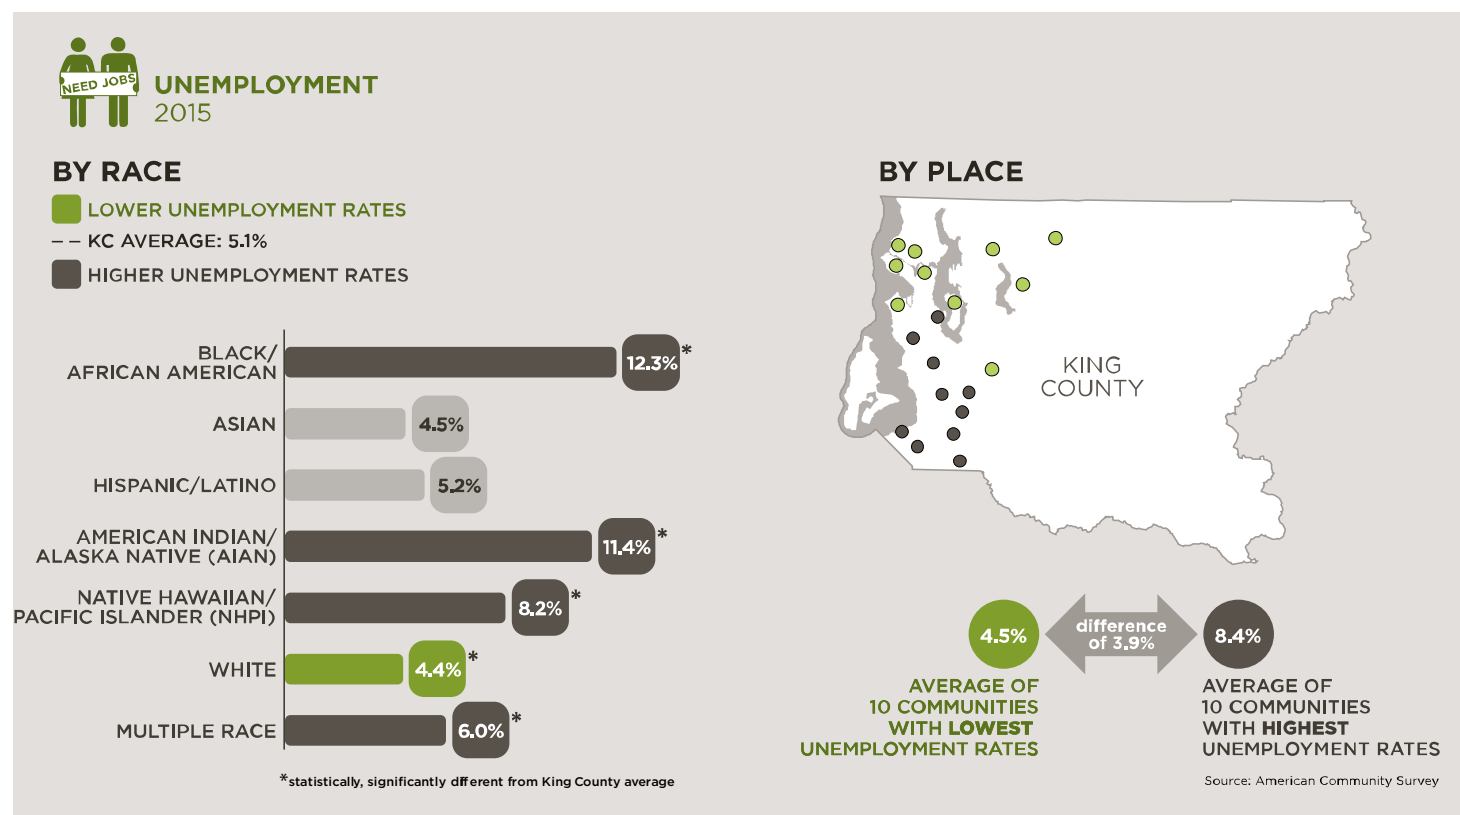 NEED JOBS
UNEMPLOYMENT
2015
BY RACE
LOWER UNEMPLOYMENT RATES
-- KC AVERAGE: 5.1%
HIGHER UNEMPLOYMENT RATES
BLACK/
AFRICAN AMERICAN
12.3%*
ASIAN
4.5%
HISPANIC/LATINO
5.2%
AMERICAN INDIAN/
ALASKA NATIVE (AIAN)
11.4%*
NATIVE HAWAIIAN/
PACIFIC ISLANDER (NHPI)
8.2%*
WHITE
4.4%*
MULTIPLE RACE
6.0%*
*statistically, significantly different from King County average
BY PLACE
KING
COUNTY
4.5%
difference
of 3.9%
8.4%
AVERAGE OF
10 COMMUNITIES
WITH LOWEST
UNEMPLOYMENT RATES
AVERAGE OF
10 COMMUNITIES
WITH HIGHEST
UNEMPLOYMENT RATES
Source: American Community Survey